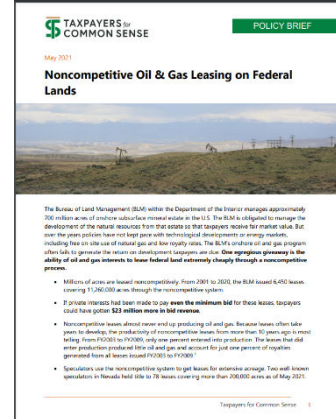 TAXPAYERS for
COMMON SENSE
POLICY BRIEF
May 2021
Noncompetitive Oil & Gas Leasing on Federal
Lands
The Bureau of Land Management (BLM) within the Department of the Interior manages approximately
700 million acres of onshore subsurface mineral estate in the U.S. The BLM is obligated to manage the
development of the natural resources from that estate so that taxpayers receive fair market value. But
over the years policies have not kept pace with technological developments or energy markets,
including free on site use of natural gas and low royalty rates. The BLM's onshore oil and gas program
often fails to generate the return on development taxpayers are due. One egregious giveaway is the
ability of oil and gas interests to lease federal land extremely cheaply through a noncompetitive
process.
• Millions of acres are leased noncompetitively. From 2001 to 2020, the BLM issued 6,450 leases
covering 11,260,000 acres through the noncompetitive system.
• If private interests had been made to pay even the minimum bid for these leases, taxpayers
could have gotten $23 million more in bid revenue.
• Noncompetitive leases almost never end up producing oil and gas. Because leases often take
years to develop, the productivity of noncompetitive leases from more than 10 years ago is most
telling. From FY2003 to FY2009, only one percent entered into production. The leases that did
enter production produced little oil and gas and account for just one percent of royalties
generated from all leases issued FY2003 to FY2009
• Speculators use the noncompetitive system to get leases for extensive acreage. Two well known
speculators in Nevada held title to 78 leases covering more than 200,000 acres as of May 2021.
Taxpayers for Common Sense 1